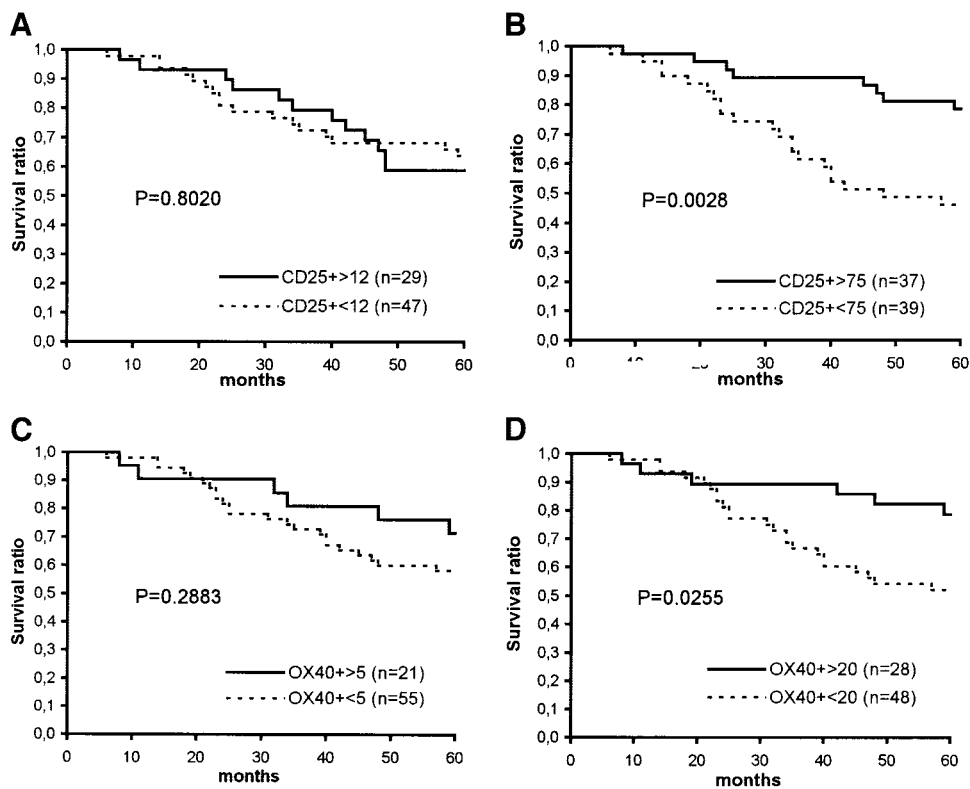 A
1,0
0,9
0,8
0,7
0,6
0,5
0,4
0,3
0,2
0,1
0,0
Survival ratio
P=0.8020
CD25+>12 (n=29)
CD25+<12 (n=47)
0 10 20 30 40 50 60
months
B
1,0
0,9
0,8
0,7
0,6
0,5
0,4
0,3
0,2
0,1
0,0
Survival ratio
P=0.0028
CD25+>75 (n=37)
CD25+<75 (n=39)
0 30 40 50 60
months
C
1,0
0,9
0,8
0,7
0,6
0,5
0,4
0,3
0,2
0,1
0,0
Survival ratio
P=0.2883
OX40+>5 (n=21)
OX40+<5 (n=55)
0 10 20 30 40 50 60
months
D
1,0
0,9
0,8
0,7
0,6
0,5
0,4
0,3
0,2
0,1
0,0
Survival ratio
P=0.0255
OX40+>20 (n=28)
OX40+<20 (n=48)
0 10 20 30 40 50 60
months